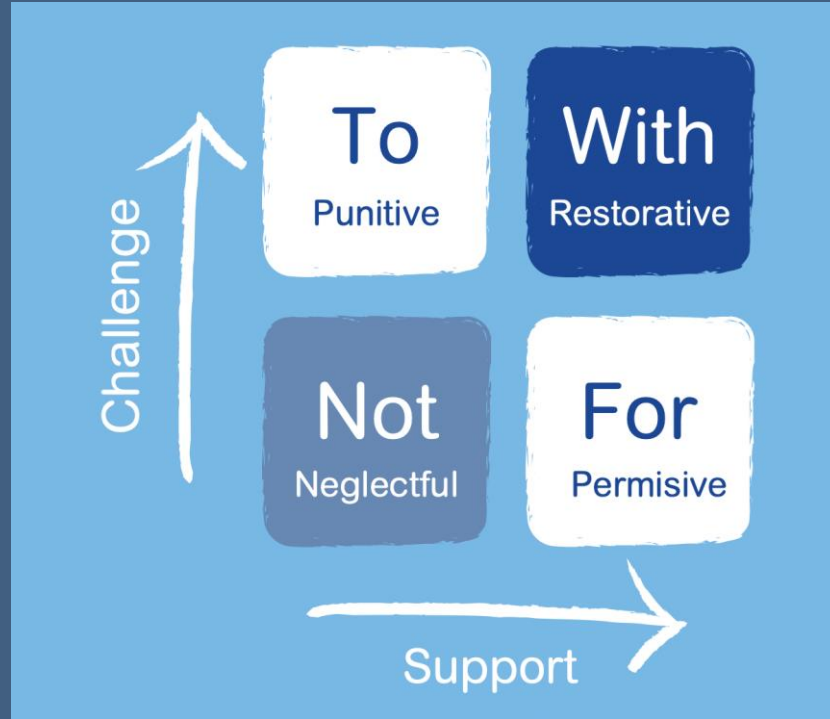 Challenge
To
Punitive
With
Restorative
Not
Neglectful
For
Permisive
Support